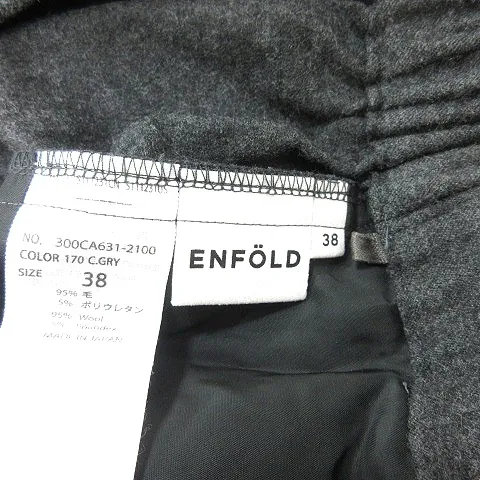 NO. 300CA631-2100
COLOR 170 C.GRY
SIZE 38
95% 毛
5% ポリウレタン
95% Wool
MADE IN JAPAN
ENFÖLD
38